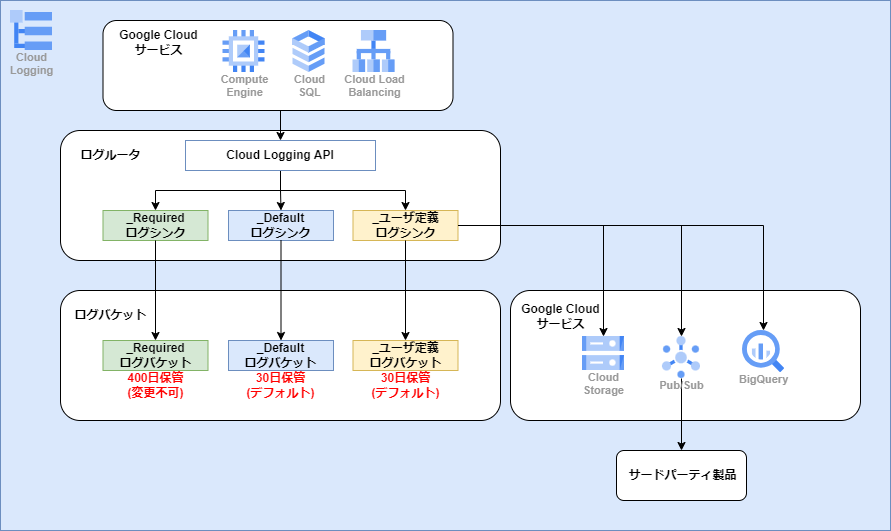 Cloud
Logging
Google Cloud
サービス
Compute
Engine
Cloud
SQL
Cloud Load
Balancing
ログルータ
Cloud Logging API
_Required
ログシンク
_Default
ログシンク
_ユーザ定義
ログシンク
ログバケット
_Required
ログバケット
400日保管
(変更不可)
_Default
ログバケット
30日保管
(デフォルト)
_ユーザ定義
ログバケット
30日保管
(デフォルト)
Google Cloud
サービス
Cloud
Storage
Pub/Sub
BigQuery
サードパーティ製品